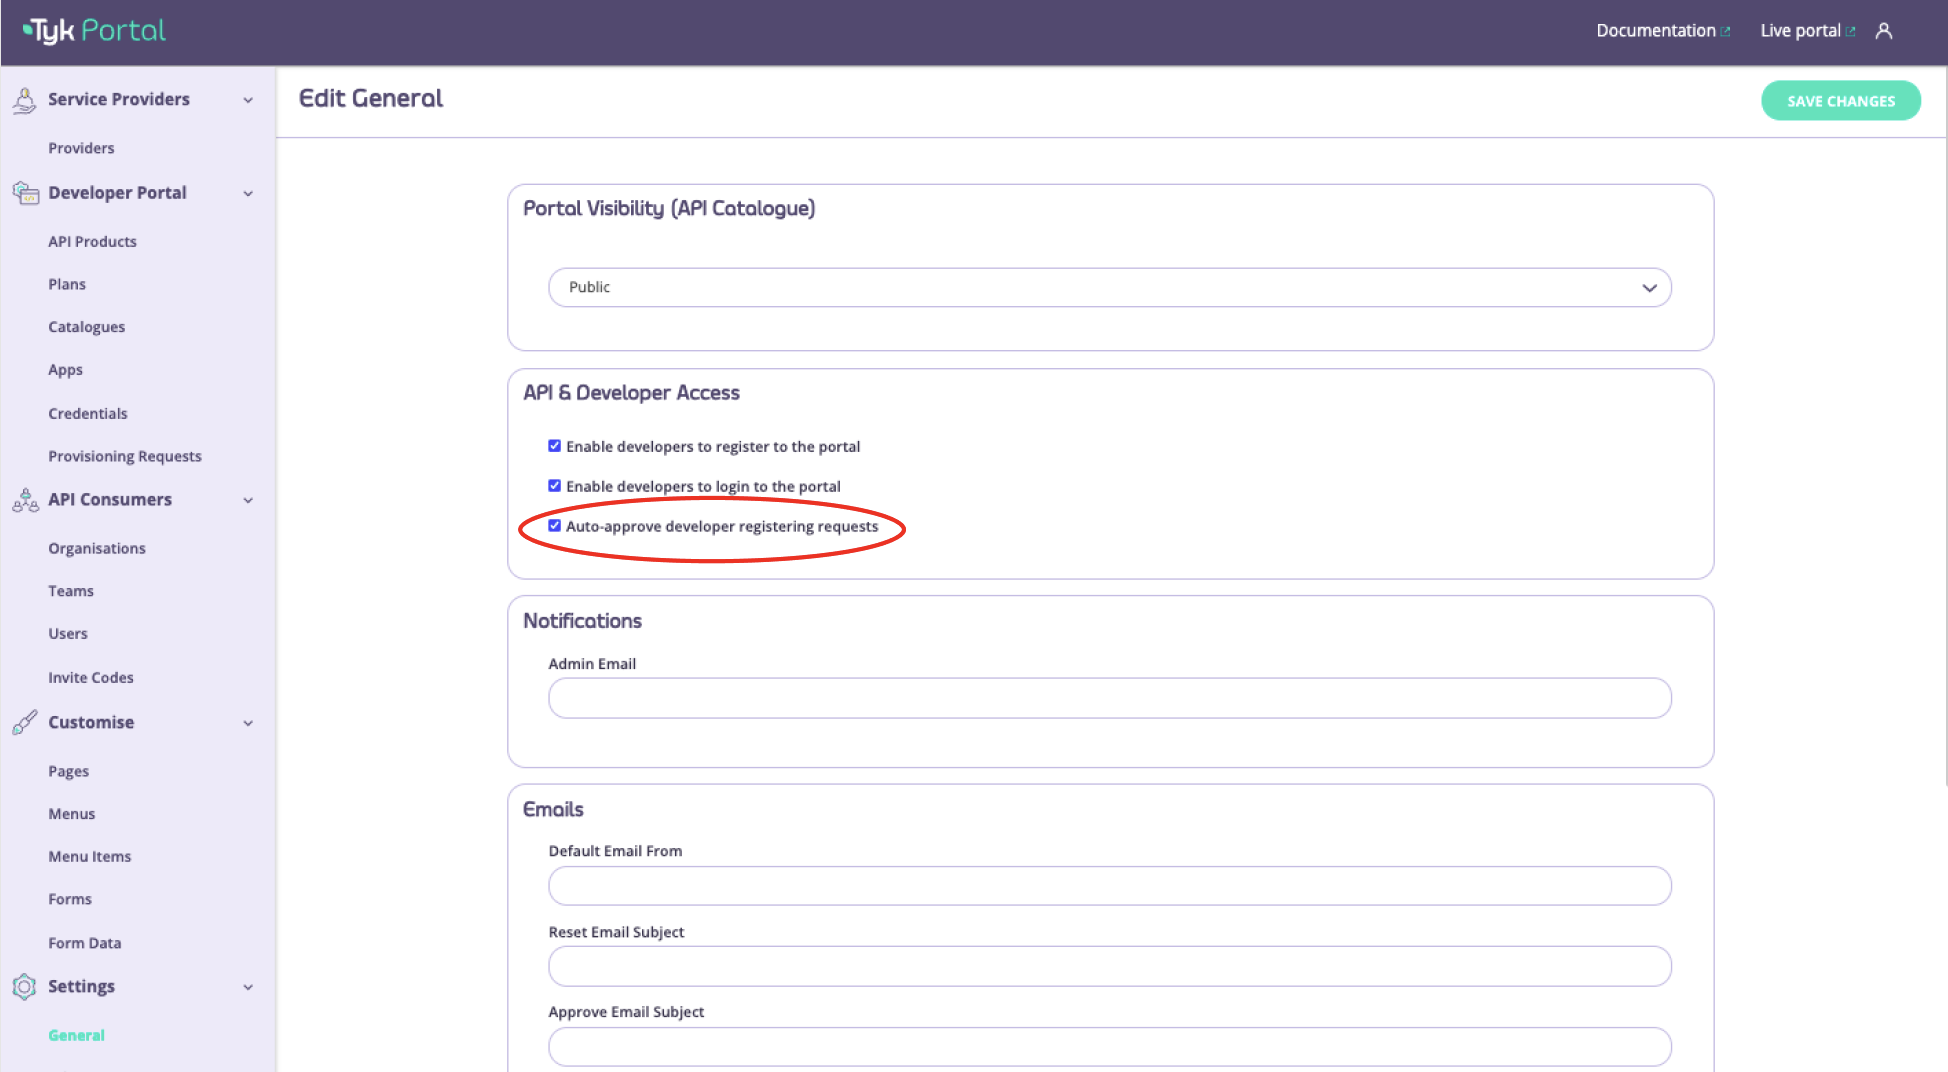 Tyk Portal
Documentation
Live portal
Service Providers
Providers
Developer Portal
API Products
Plans
Catalogues
Apps
Credentials
Provisioning Requests
API Consumers
Organisations
Teams
Users
Invite Codes
Customise
Pages
Menus
Menu Items
Forms
Form Data
Settings
General
Edit General
SAVE CHANGES
Portal Visibility (API Catalogue)
Public
API & Developer Access
Enable developers to register to the portal
Enable developers to login to the portal
Auto-approve developer registering requests
Notifications
Admin Email
Emails
Default Email From
Reset Email Subject
Approve Email Subject